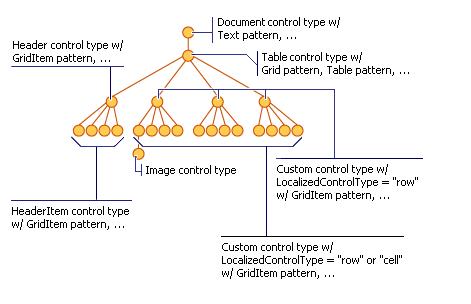 Document control type w/
Text pattern, ...
Header control type w/
GridItem pattern, ...
Table control type w/
Grid pattern, Table pattern, ...
Image control type
Custom control type w/
LocalizedControlType = "row"
w/ GridItem pattern, ...
HeaderItem control type
w/ GridItem pattern, ...
Custom control type w/
LocalizedControlType = "row" or "cell"
w/ GridItem pattern, ...